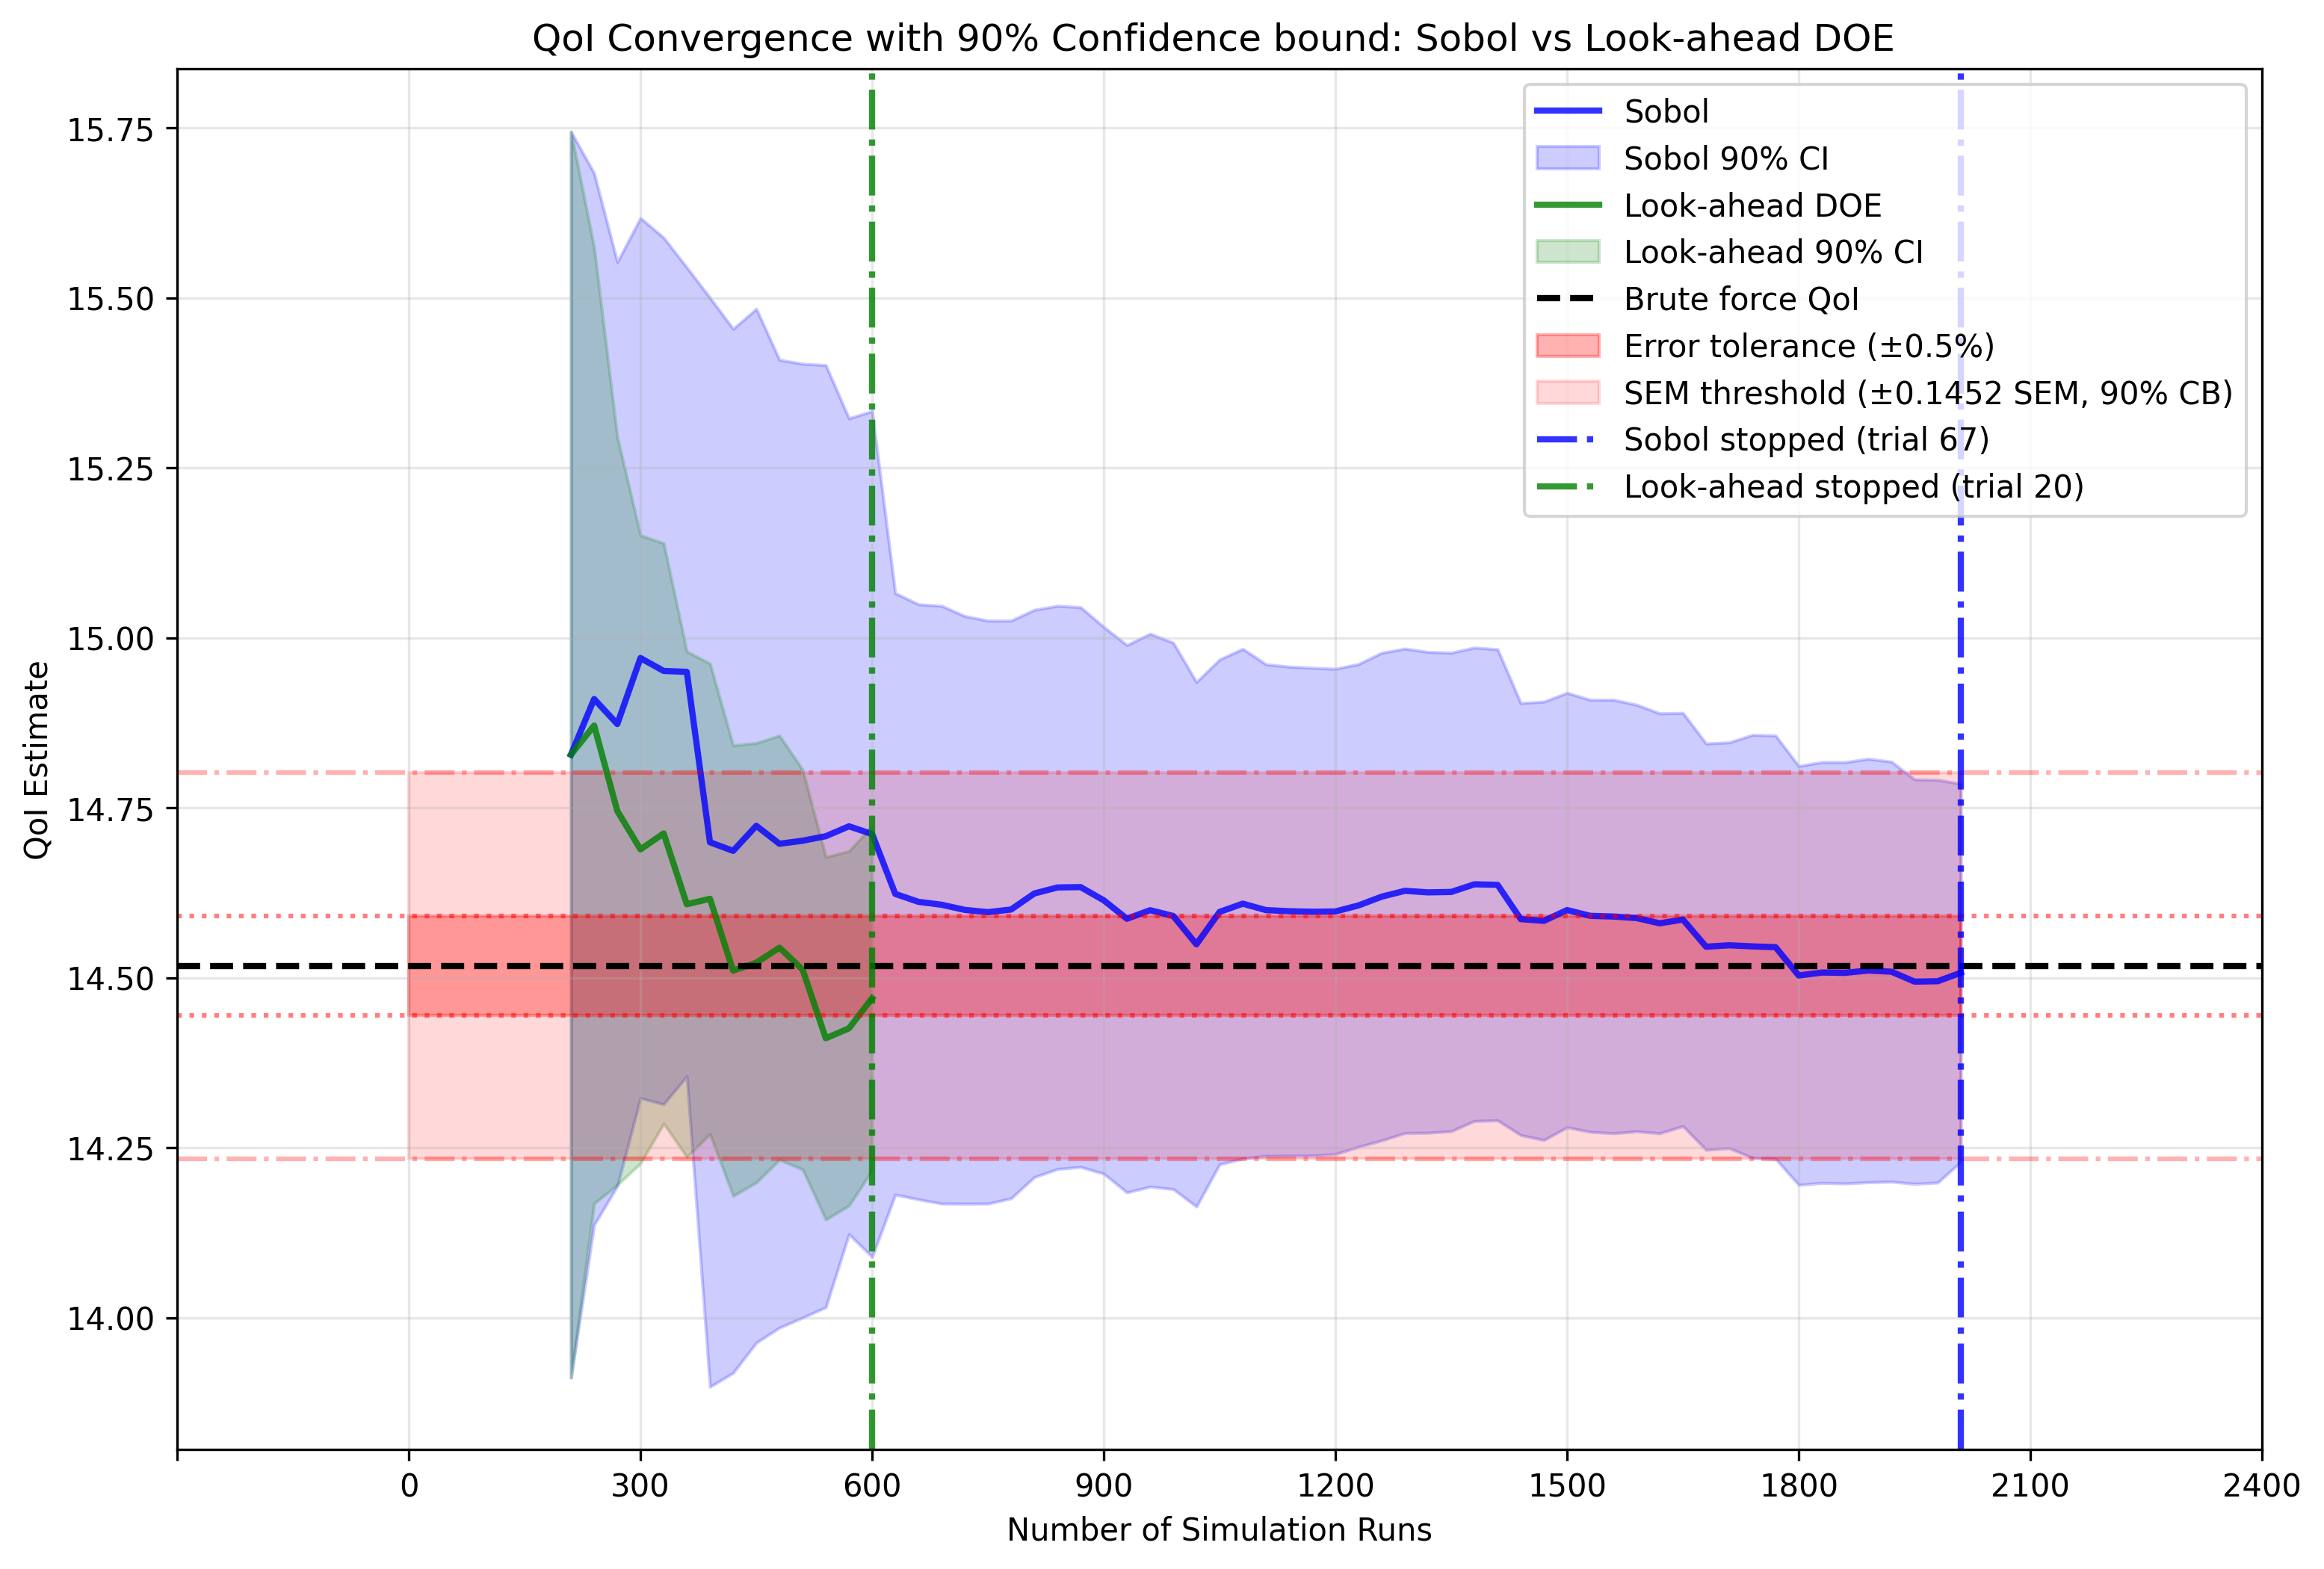 QoI Convergence with 90% Confidence bound: Sobol vs Look-ahead DOE
Sobol
Sobol 90% CI
Look-ahead DOE
Look-ahead 90% CI
Brute force QoI
Error tolerance (±0.5%)
SEM threshold (±0.1452 SEM, 90% CB)
Sobol stopped (trial 67)
Look-ahead stopped (trial 20)
QoI Estimate
15.75
15.50
15.25
15.00
14.75
14.50
14.25
14.00
0 300 600 900 1200 1500 1800 2100 2400
Number of Simulation Runs